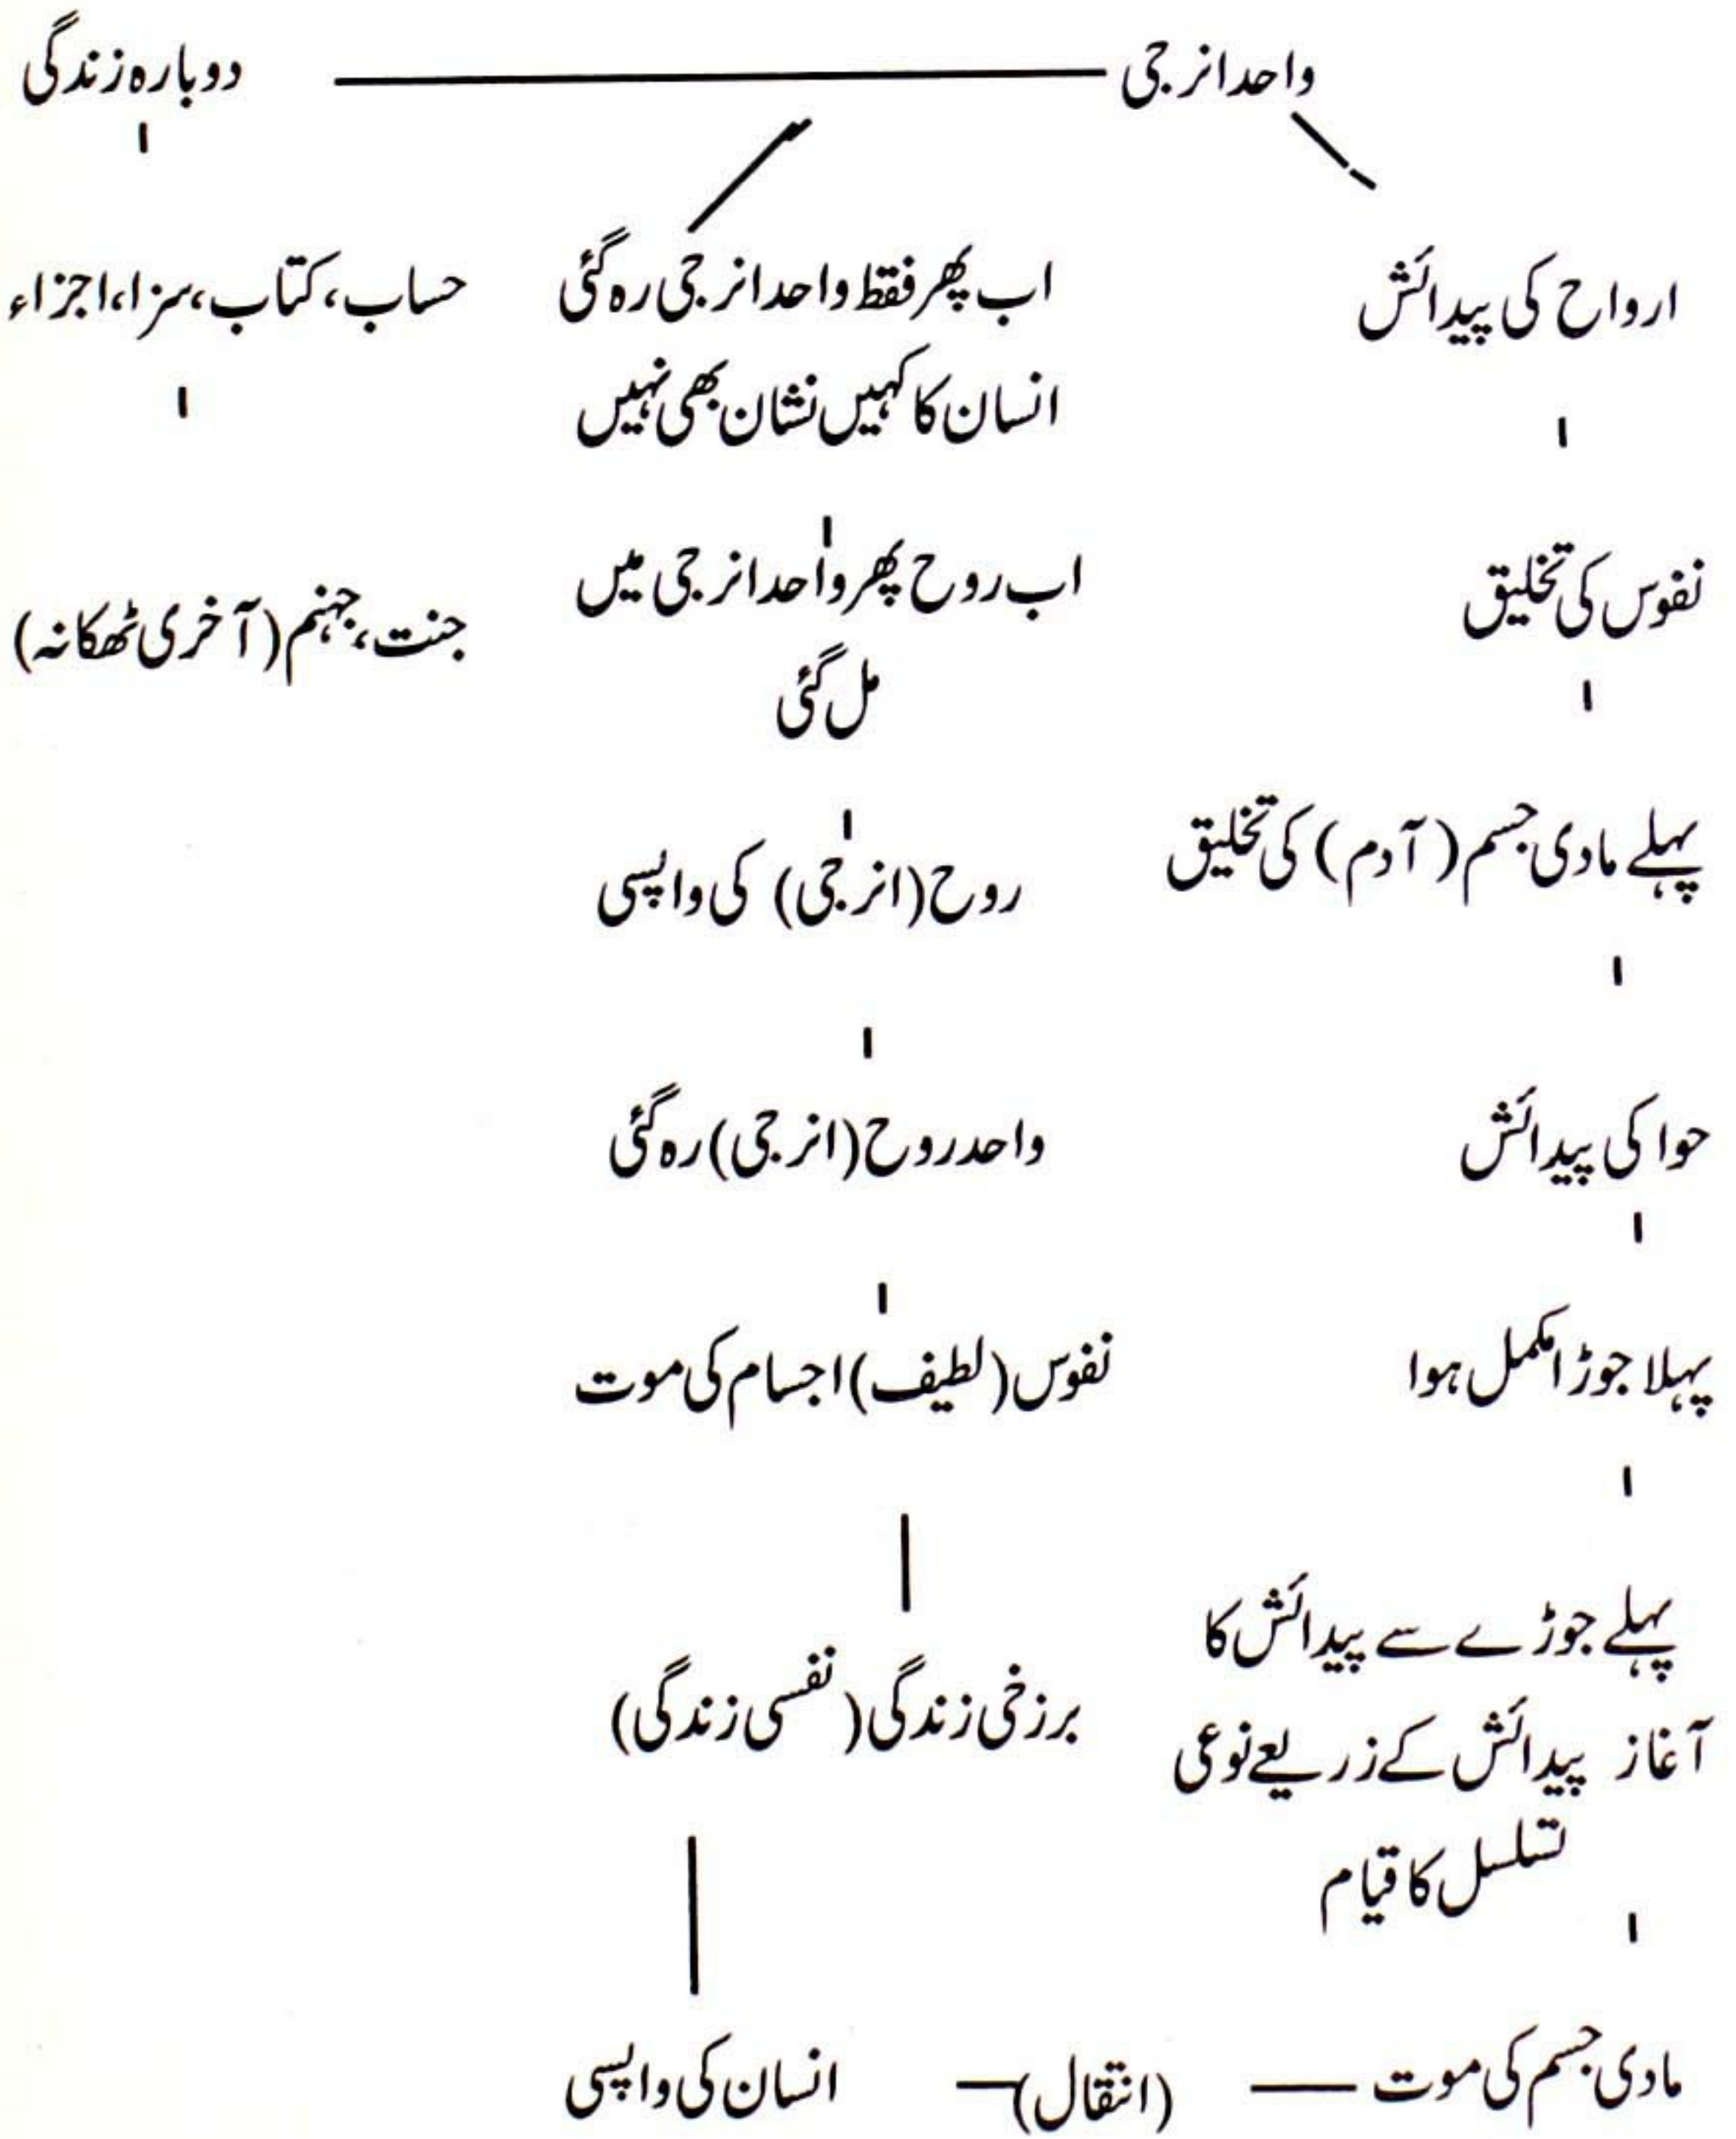 واحد انرجی
دوبارہ زندگی
ارواح کی پیدائش
اب پھر فقط واحد انرجی رہ گئی
حساب، کتاب، سزا، اجزاء
انسان کا کہیں نشان بھی نہیں
نفوس کی تخلیق
اب روح پھر واحد انرجی میں
جنت، جہنم (آخری ٹھکانہ)
مل گئی
پہلے مادی جسم (آدم) کی تخلیق
روح (انرجی) کی واپسی
حوا کی پیدائش
واحد روح (انرجی) رہ گئی
پہلا جوڑا مکمل ہوا
نفوس (لطیف) اجسام کی موت
پہلے جوڑے سے پیدائش کا
آغاز پیدائش کے زریعے نوعی
برزخی زندگی (نفسی زندگی)
تسلسل کا قیام
مادی جسم کی موت — (انتقال) — انسان کی واپسی